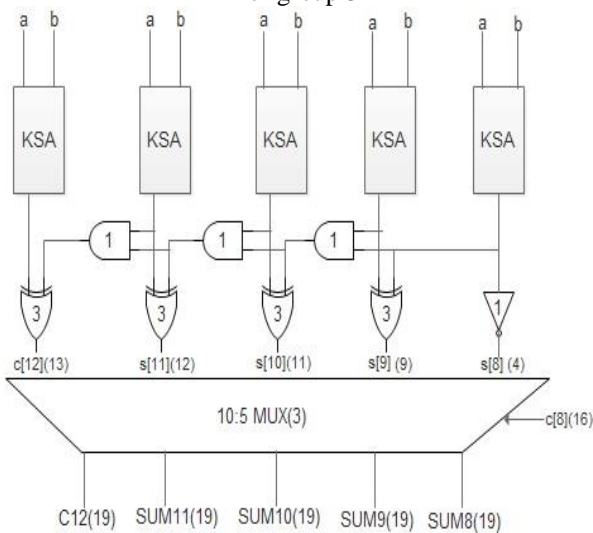 a b a b a b a b a b
KSA KSA KSA KSA KSA
1 1 1
3 3 3 3 1
c[12](13) s[11](12) s[10](11) s[9] (9) s[8] (4)
10:5 MUX(3)
c[8](16)
C12(19) SUM11(19) SUM10(19) SUM9(19) SUM8(19)